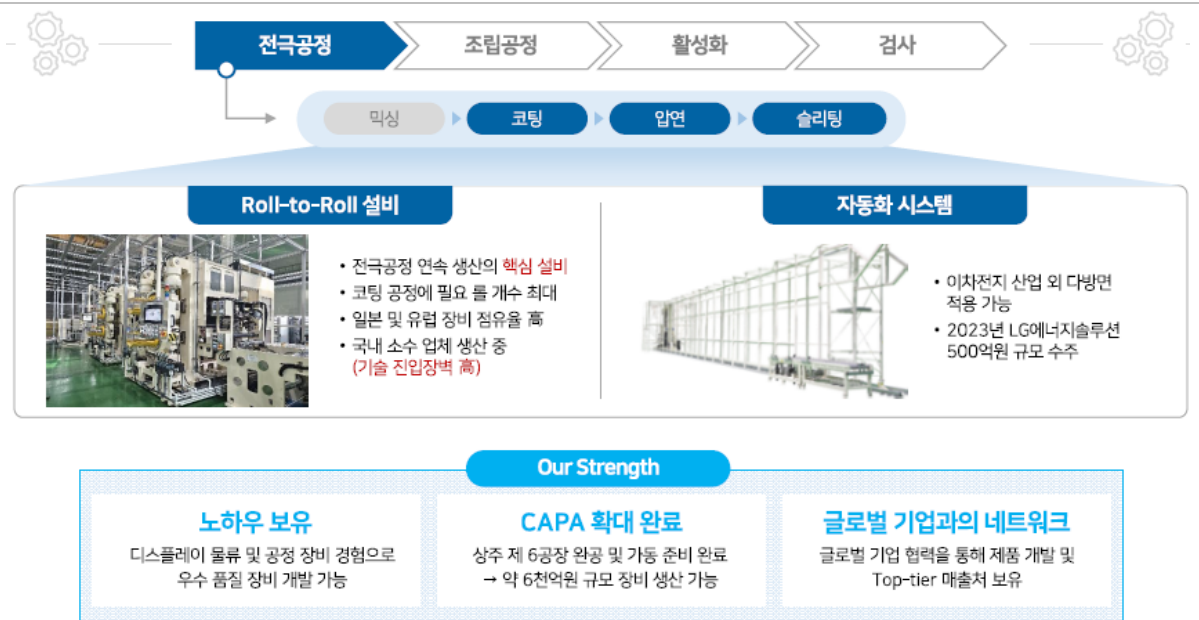 전극공정
조립공정
활성화
검사
믹싱
코팅
압연
슬리팅
Roll-to-Roll 설비
• 전극공정 연속 생산의 핵심 설비
• 코팅 공정에 필요 롤 개수 최대
• 일본 및 유럽 장비 점유율 高
• 국내 소수 업체 생산 중
(기술 진입장벽 高)
자동화 시스템
• 이차전지 산업 외 다방면
적용 가능
• 2023년 LG에너지솔루션
500억원 규모 수주
Our Strength
노하우 보유
디스플레이 물류 및 공정 장비 경험으로
우수 품질 장비 개발 가능
CAPA 확대 완료
상주 제 6공장 완공 및 가동 준비 완료
→ 약 6천억원 규모 장비 생산 가능
글로벌 기업과의 네트워크
글로벌 기업 협력을 통해 제품 개발 및
Top-tier 매출처 보유